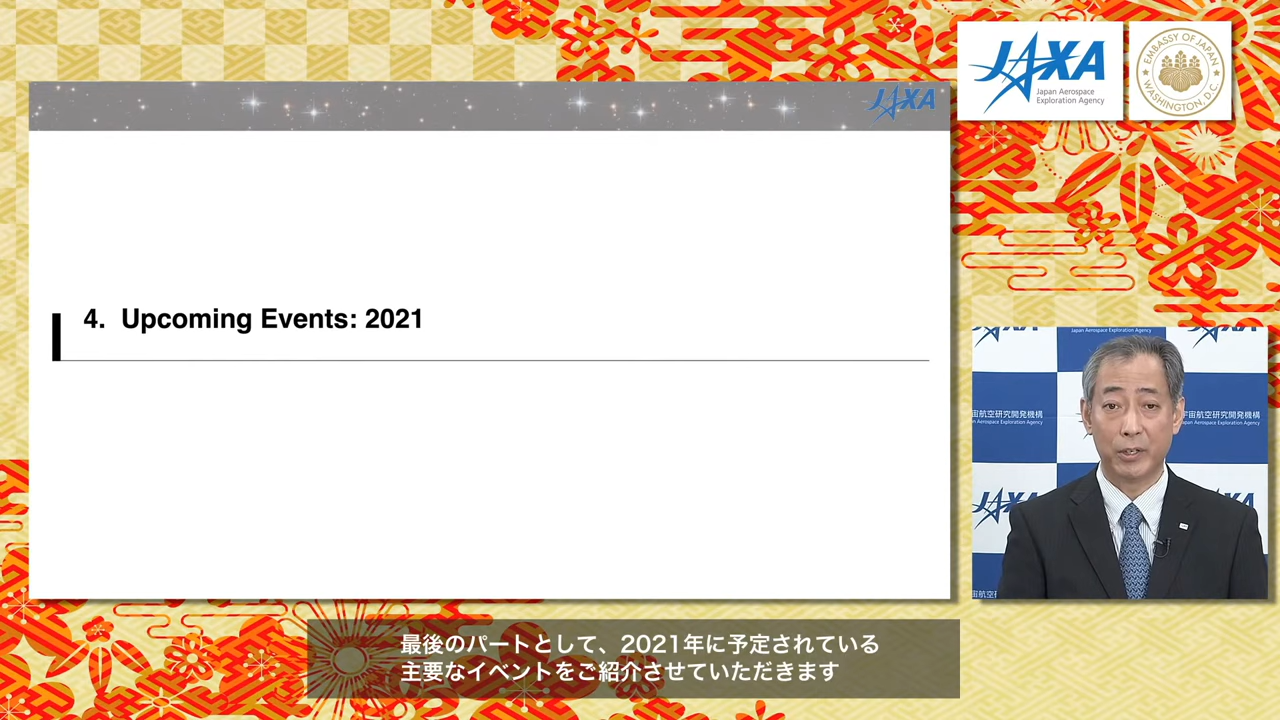 JAXA
Japan Aerospace
Exploration Agency
EMBASSY OF JAPAN
WASHINGTON, D.C.
JAXA
4. Upcoming Events: 2021
Japan Aerospace Exploration Agency
宙航空研究開発機構
n Aerospace Exploration Agency
宇宙航空研究開発機構
apan Aerospace Exploration Agency
JAXA
AXA
最後のパートとして、2021年に予定されている
主要なイベントをご紹介させていただきます